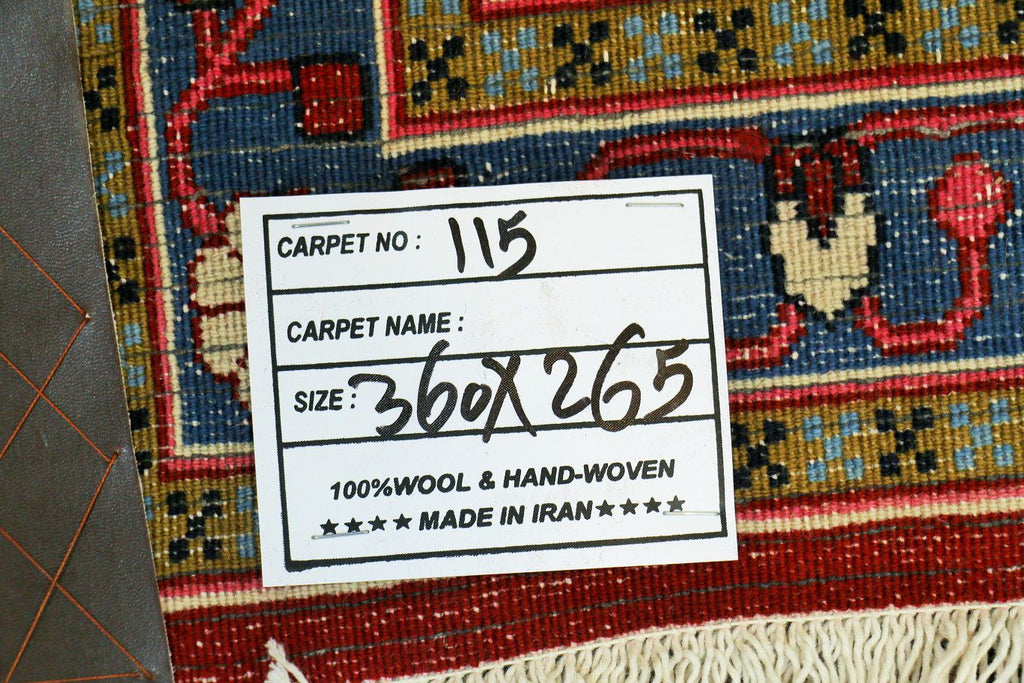 CARPET NO : 115
CARPET NAME :
SIZE : 360X265
100%WOOL & HAND-WOVEN
★★★★ MADE IN IRAN ★★★★